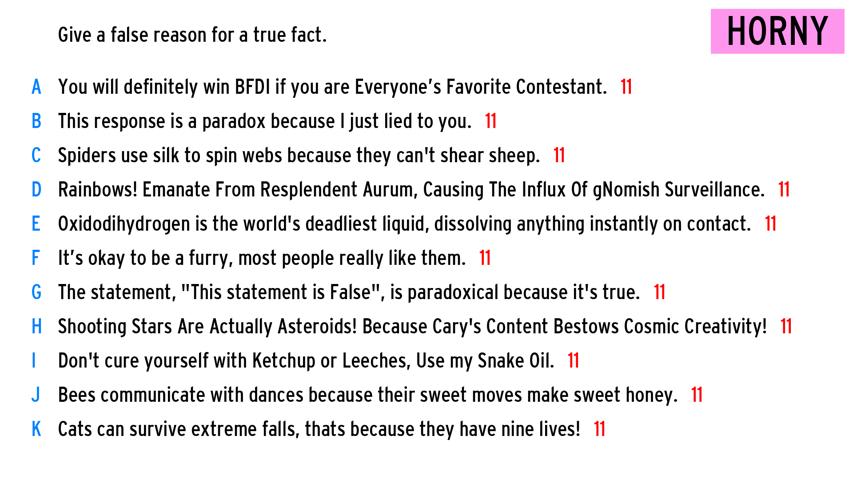 Give a false reason for a true fact.
HORNY
A You will definitely win BFDI if you are Everyone’s Favorite Contestant. 11
B This response is a paradox because I just lied to you. 11
C Spiders use silk to spin webs because they can't shear sheep. 11
D Rainbows! Emanate From Resplendent Aurum, Causing The Influx Of gNomish Surveillance. 11
E Oxidodihydrogen is the world's deadliest liquid, dissolving anything instantly on contact. 11
F It’s okay to be a furry, most people really like them. 11
G The statement, "This statement is False", is paradoxical because it's true. 11
H Shooting Stars Are Actually Asteroids! Because Cary's Content Bestows Cosmic Creativity! 11
I Don't cure yourself with Ketchup or Leeches, Use my Snake Oil. 11
J Bees communicate with dances because their sweet moves make sweet honey. 11
K Cats can survive extreme falls, thats because they have nine lives! 11